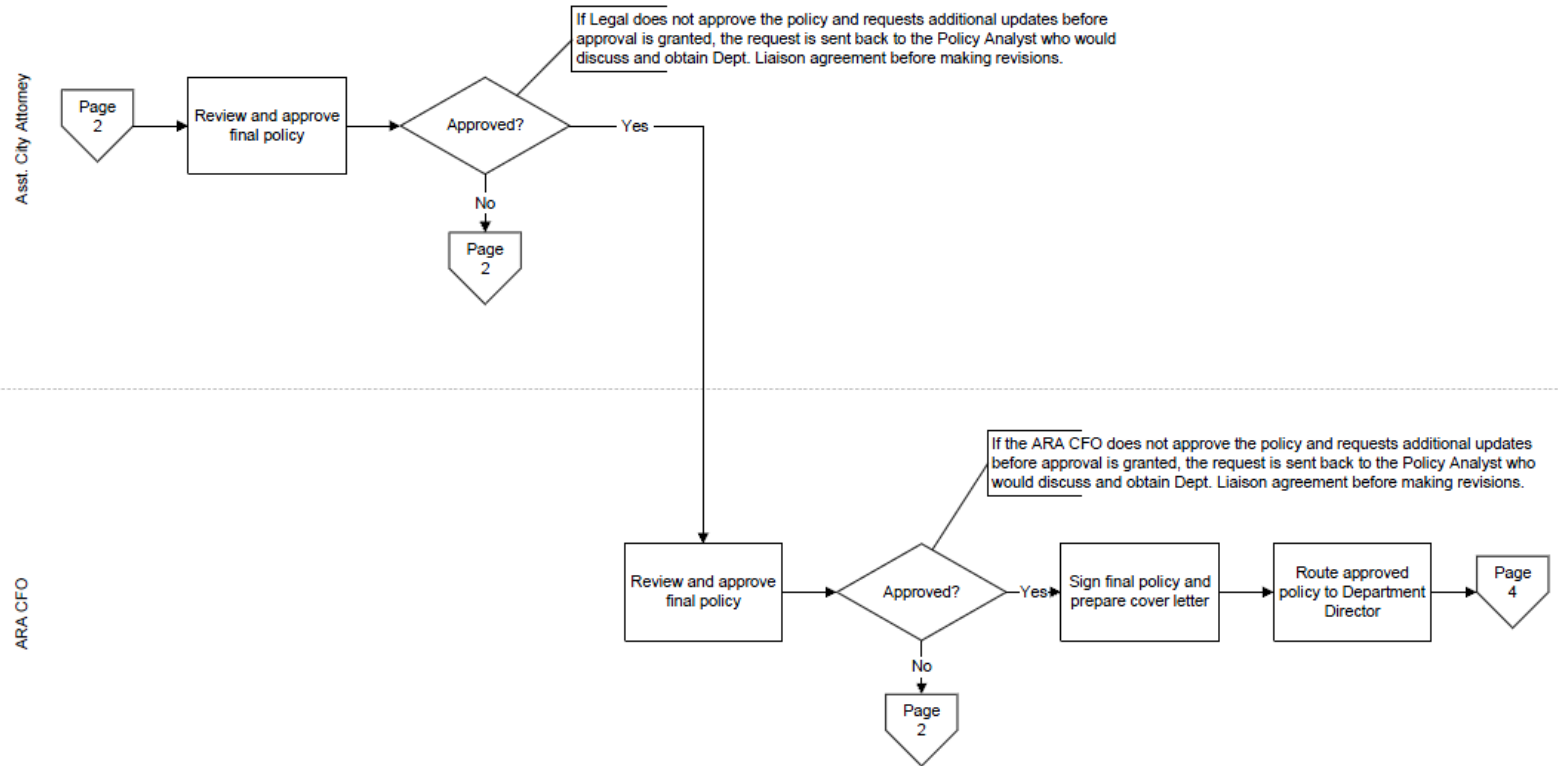 If Legal does not approve the policy and requests additional updates before
approval is granted, the request is sent back to the Policy Analyst who would
discuss and obtain Dept. Liaison agreement before making revisions.
Asst. City Attorney
Page
2
Review and approve
final policy
Approved?
Yes
No
Page
2
If the ARA CFO does not approve the policy and requests additional updates
before approval is granted, the request is sent back to the Policy Analyst who
would discuss and obtain Dept. Liaison agreement before making revisions.
ARA CFO
Review and approve
final policy
Approved?
Yes
Sign final policy and
prepare cover letter
Route approved
policy to Department
Director
Page
4
No
Page
2